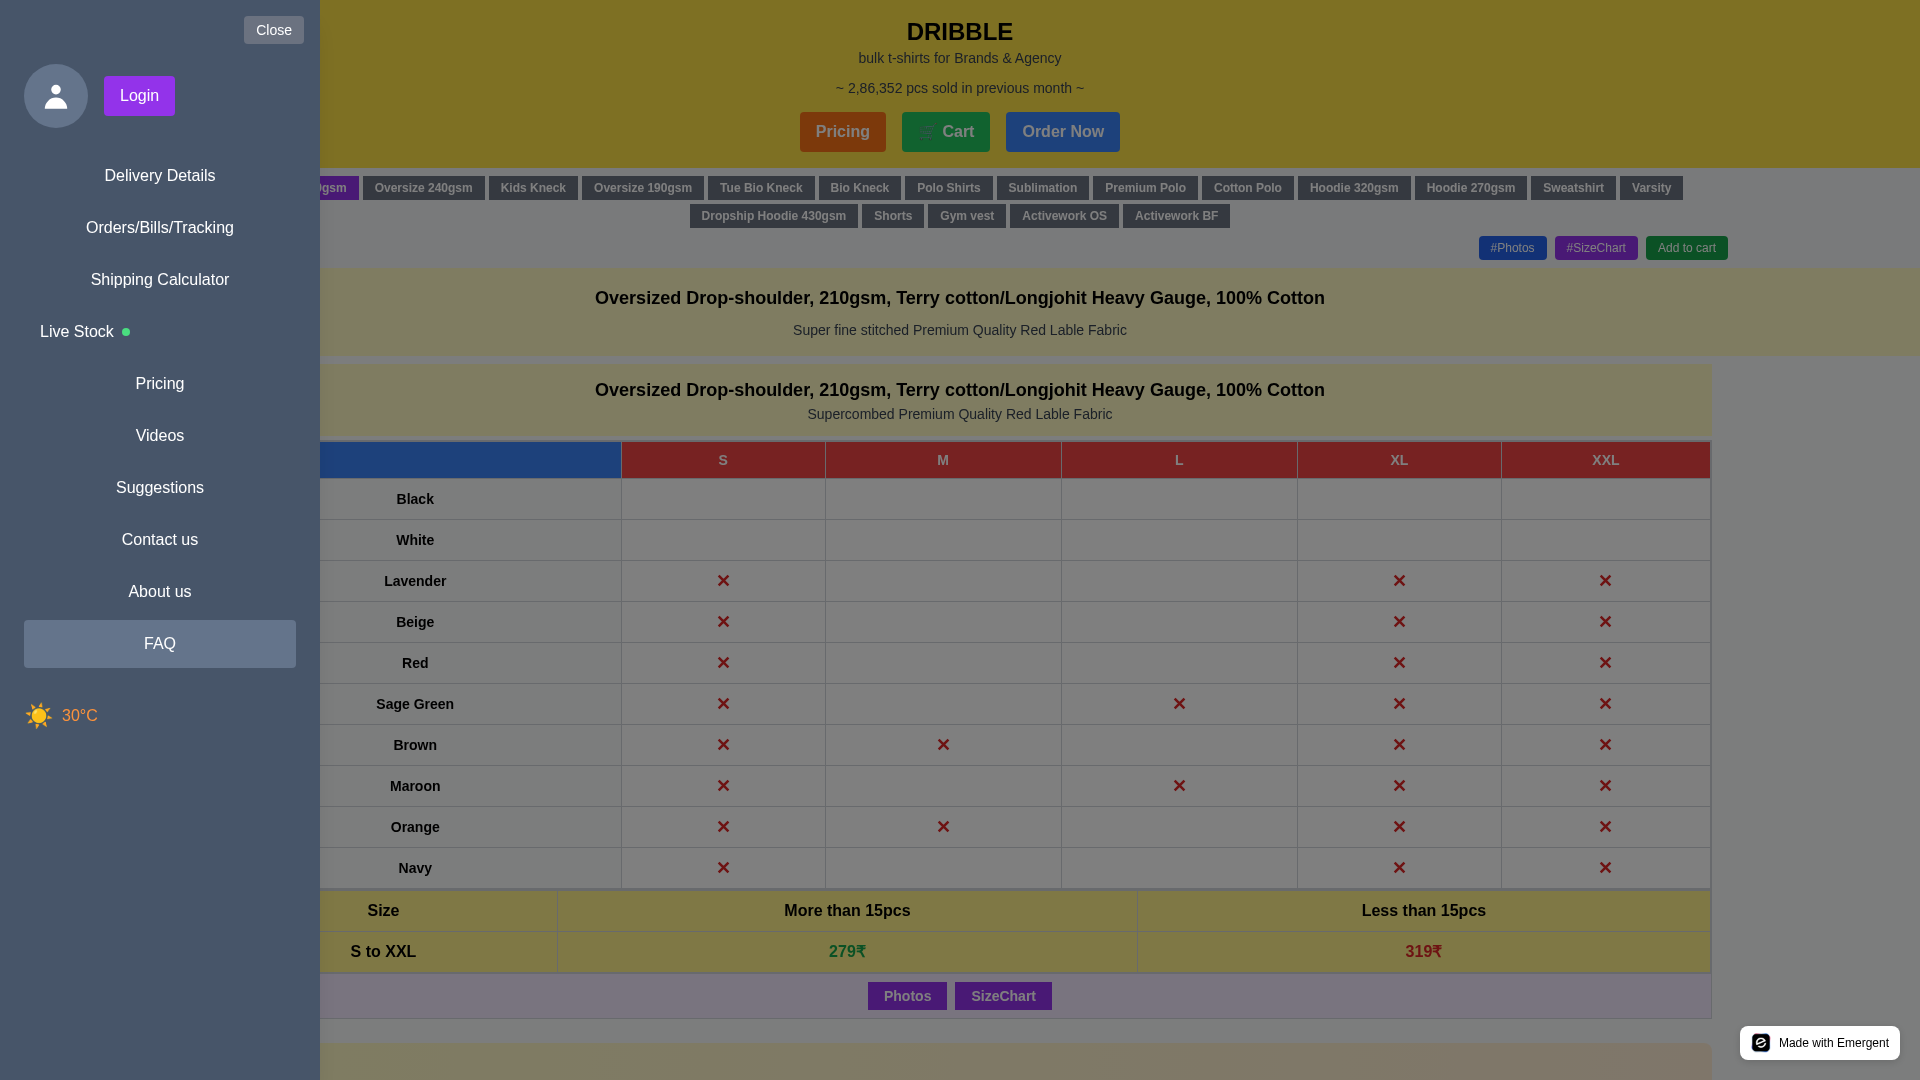 Close
Login
Delivery Details
Orders/Bills/Tracking
Shipping Calculator
Live Stock
Pricing
Videos
Suggestions
Contact us
About us
FAQ
30°C
DRIBBLE
bulk t-shirts for Brands & Agency
~ 2,86,352 pcs sold in previous month ~
Pricing Cart Order Now
gsm Oversize 240gsm Kids Kneck Oversize 190gsm Tue Bio Kneck Bio Kneck Polo Shirts Sublimation Premium Polo Cotton Polo Hoodie 320gsm Hoodie 270gsm Sweatshirt Varsity
Dropship Hoodie 430gsm Shorts Gym vest Activework OS Activework BF
#Photos #SizeChart Add to cart
Oversized Drop-shoulder, 210gsm, Terry cotton/Longjohit Heavy Gauge, 100% Cotton
Super fine stitched Premium Quality Red Lable Fabric
Oversized Drop-shoulder, 210gsm, Terry cotton/Longjohit Heavy Gauge, 100% Cotton
Supercombed Premium Quality Red Lable Fabric
S M L XL XXL
Black
White
Lavender ✕ ✕ ✕
Beige ✕ ✕ ✕
Red ✕ ✕ ✕
Sage Green ✕ ✕ ✕ ✕
Brown ✕ ✕ ✕ ✕
Maroon ✕ ✕ ✕ ✕
Orange ✕ ✕ ✕ ✕
Navy ✕ ✕ ✕
Size More than 15pcs Less than 15pcs
S to XXL 279₹ 319₹
Photos SizeChart
Made with Emergent